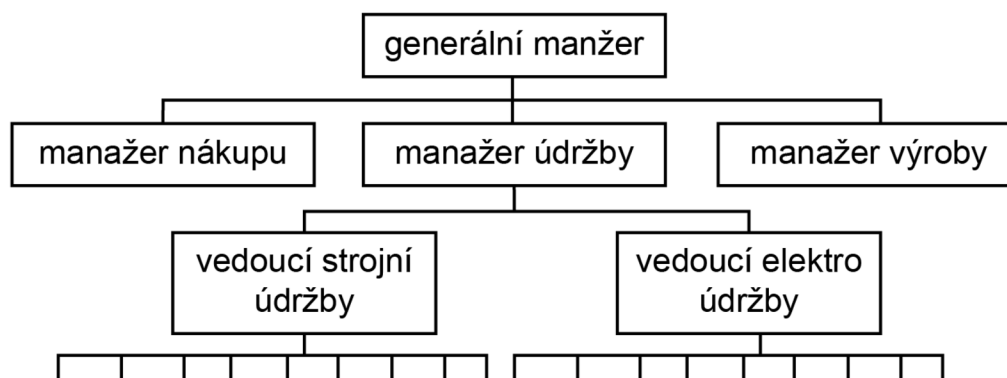 generální manžer
manažer nákupu
manažer údržby
manažer výroby
vedoucí strojní
údržby
vedoucí elektro
údržby